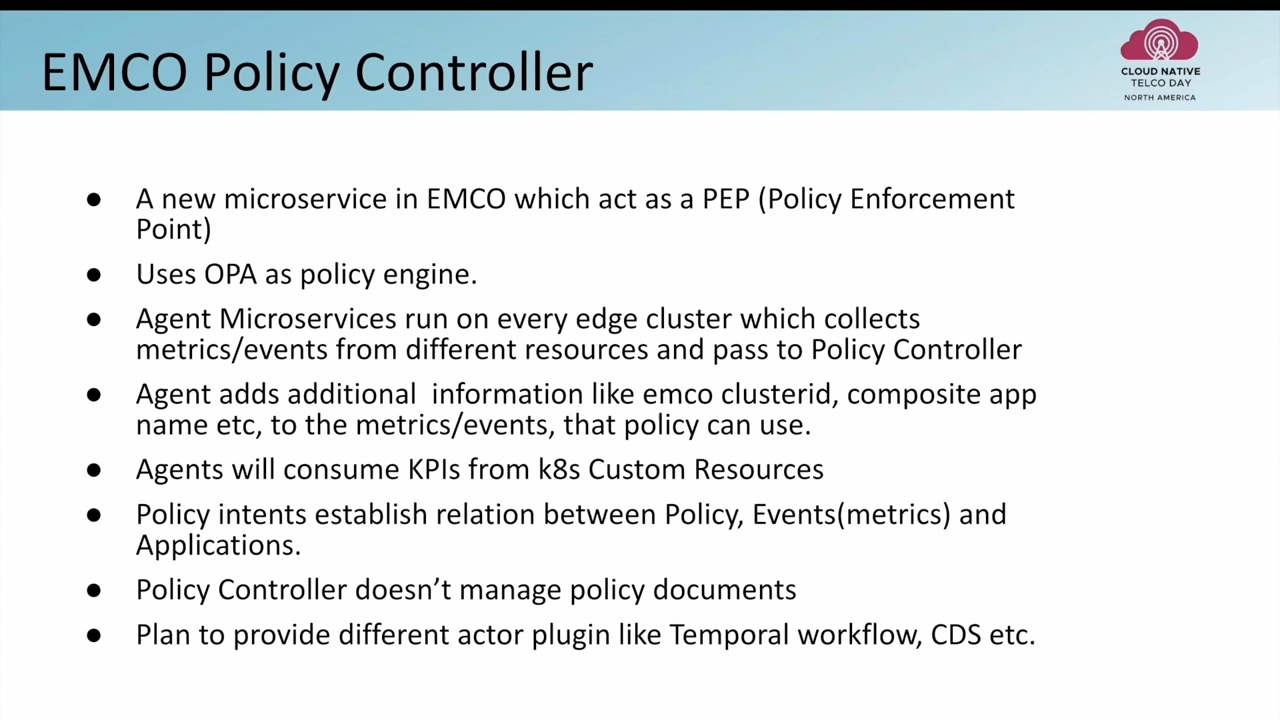 EMCO Policy Controller
CLOUD NATIVE
TELCO DAY
NORTH AMERICA
● A new microservice in EMCO which act as a PEP (Policy Enforcement
Point)
● Uses OPA as policy engine.
● Agent Microservices run on every edge cluster which collects
metrics/events from different resources and pass to Policy Controller
● Agent adds additional  information like emco clusterid, composite app
name etc, to the metrics/events, that policy can use.
● Agents will consume KPIs from k8s Custom Resources
● Policy intents establish relation between Policy, Events(metrics) and
Applications.
● Policy Controller doesn’t manage policy documents
● Plan to provide different actor plugin like Temporal workflow, CDS etc.